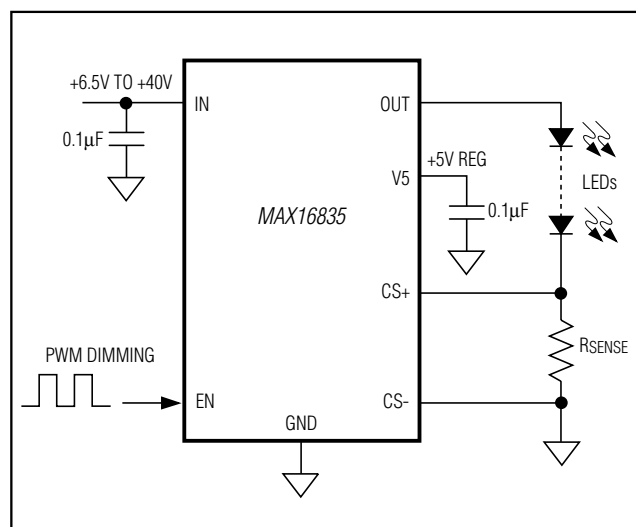 +6.5V TO +40V
IN
OUT
0.1µF
+5V REG
LEDs
V5
0.1µF
MAX16835
CS+
RSENSE
PWM DIMMING
EN
CS-
GND